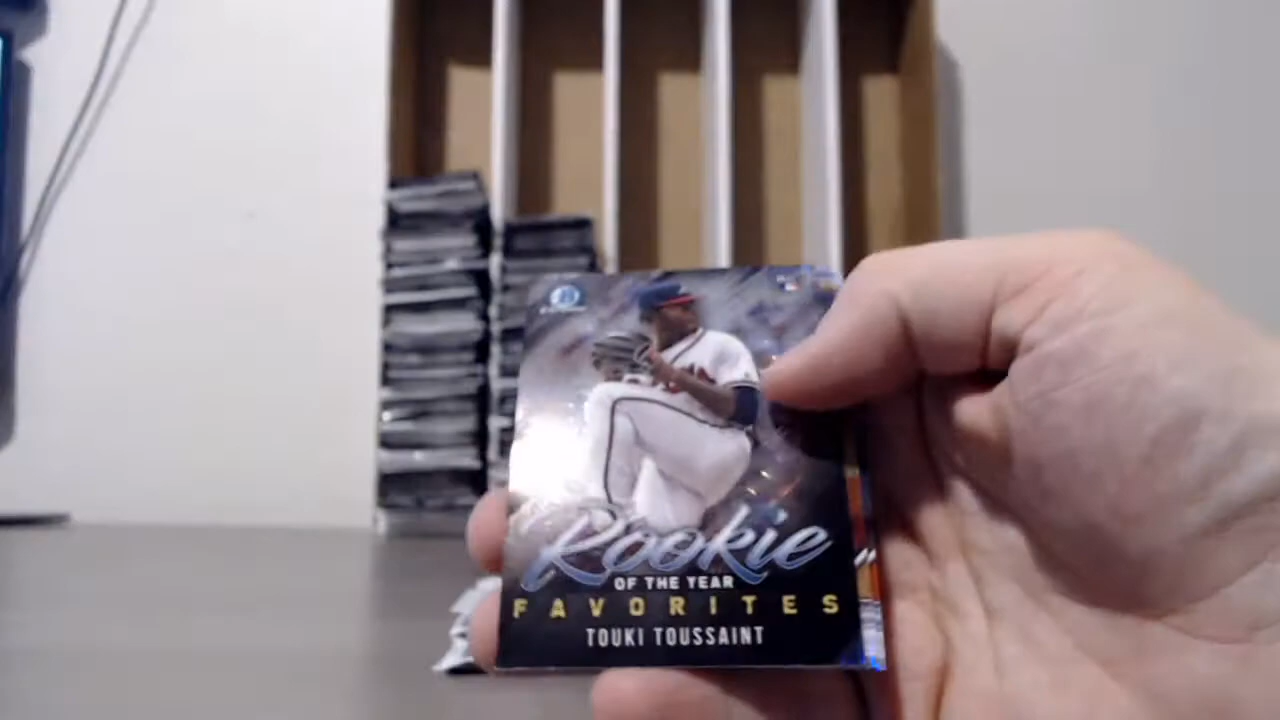 Rookie
OF THE YEAR
FAVORITES
TOUKI TOUSSAINT